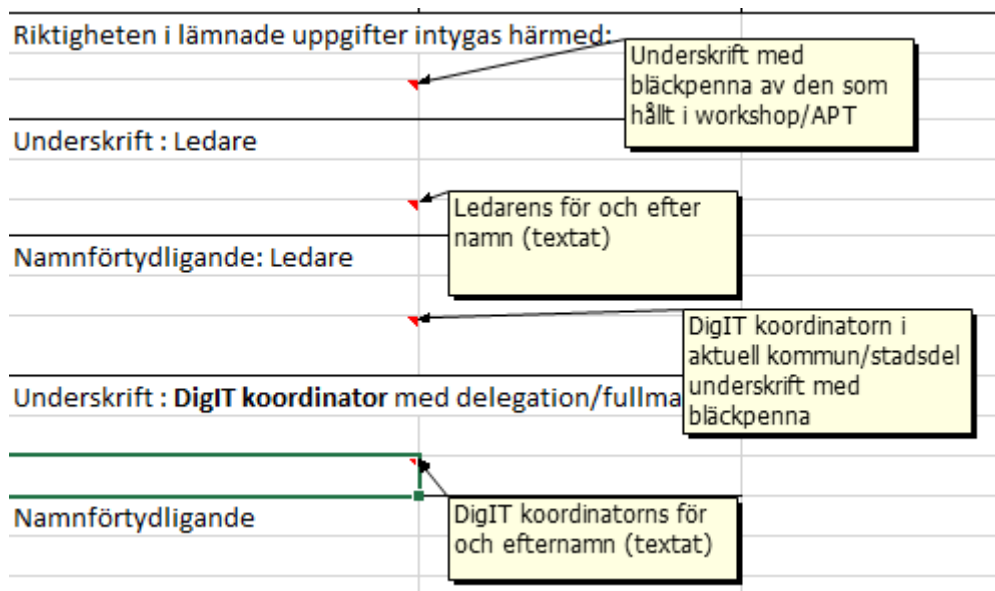 Riktigheten i lämnade uppgifter intygas härmed:
Underskrift med
bläckpenna av den som
hållt i workshop/APT
Underskrift : Ledare
Ledarens för och efter
namn (textat)
Namnförtydligande: Ledare
DigIT koordinatorn i
aktuell kommun/stadsdel
underskrift med
bläckpenna
Underskrift : DigIT koordinator med delegation/fullma
DigIT koordinatorns för
och efternamn (textat)
Namnförtydligande